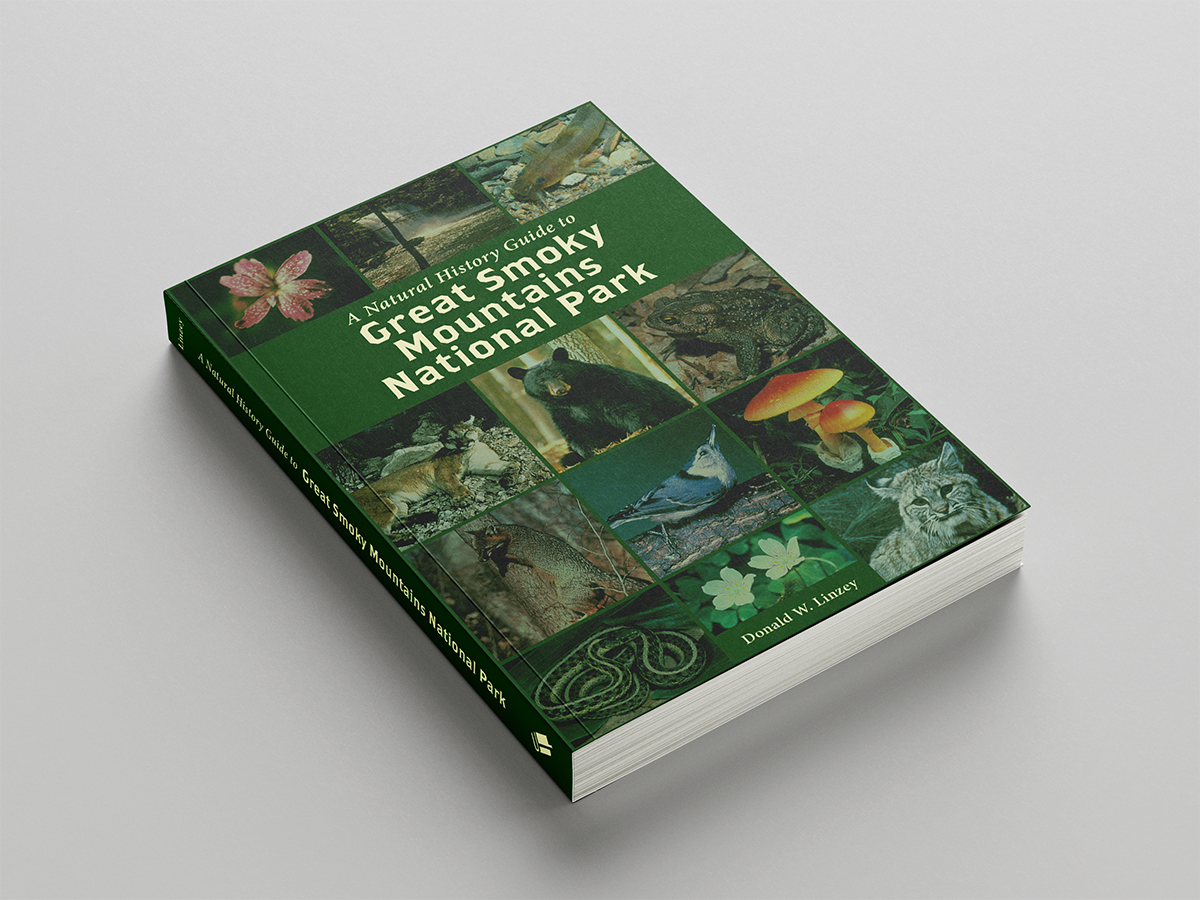 A Natural History Guide to
Great Smoky
Mountains
National Park
Donald W. Linzey
Linzey
A Natural History Guide to Great Smoky Mountains National Park